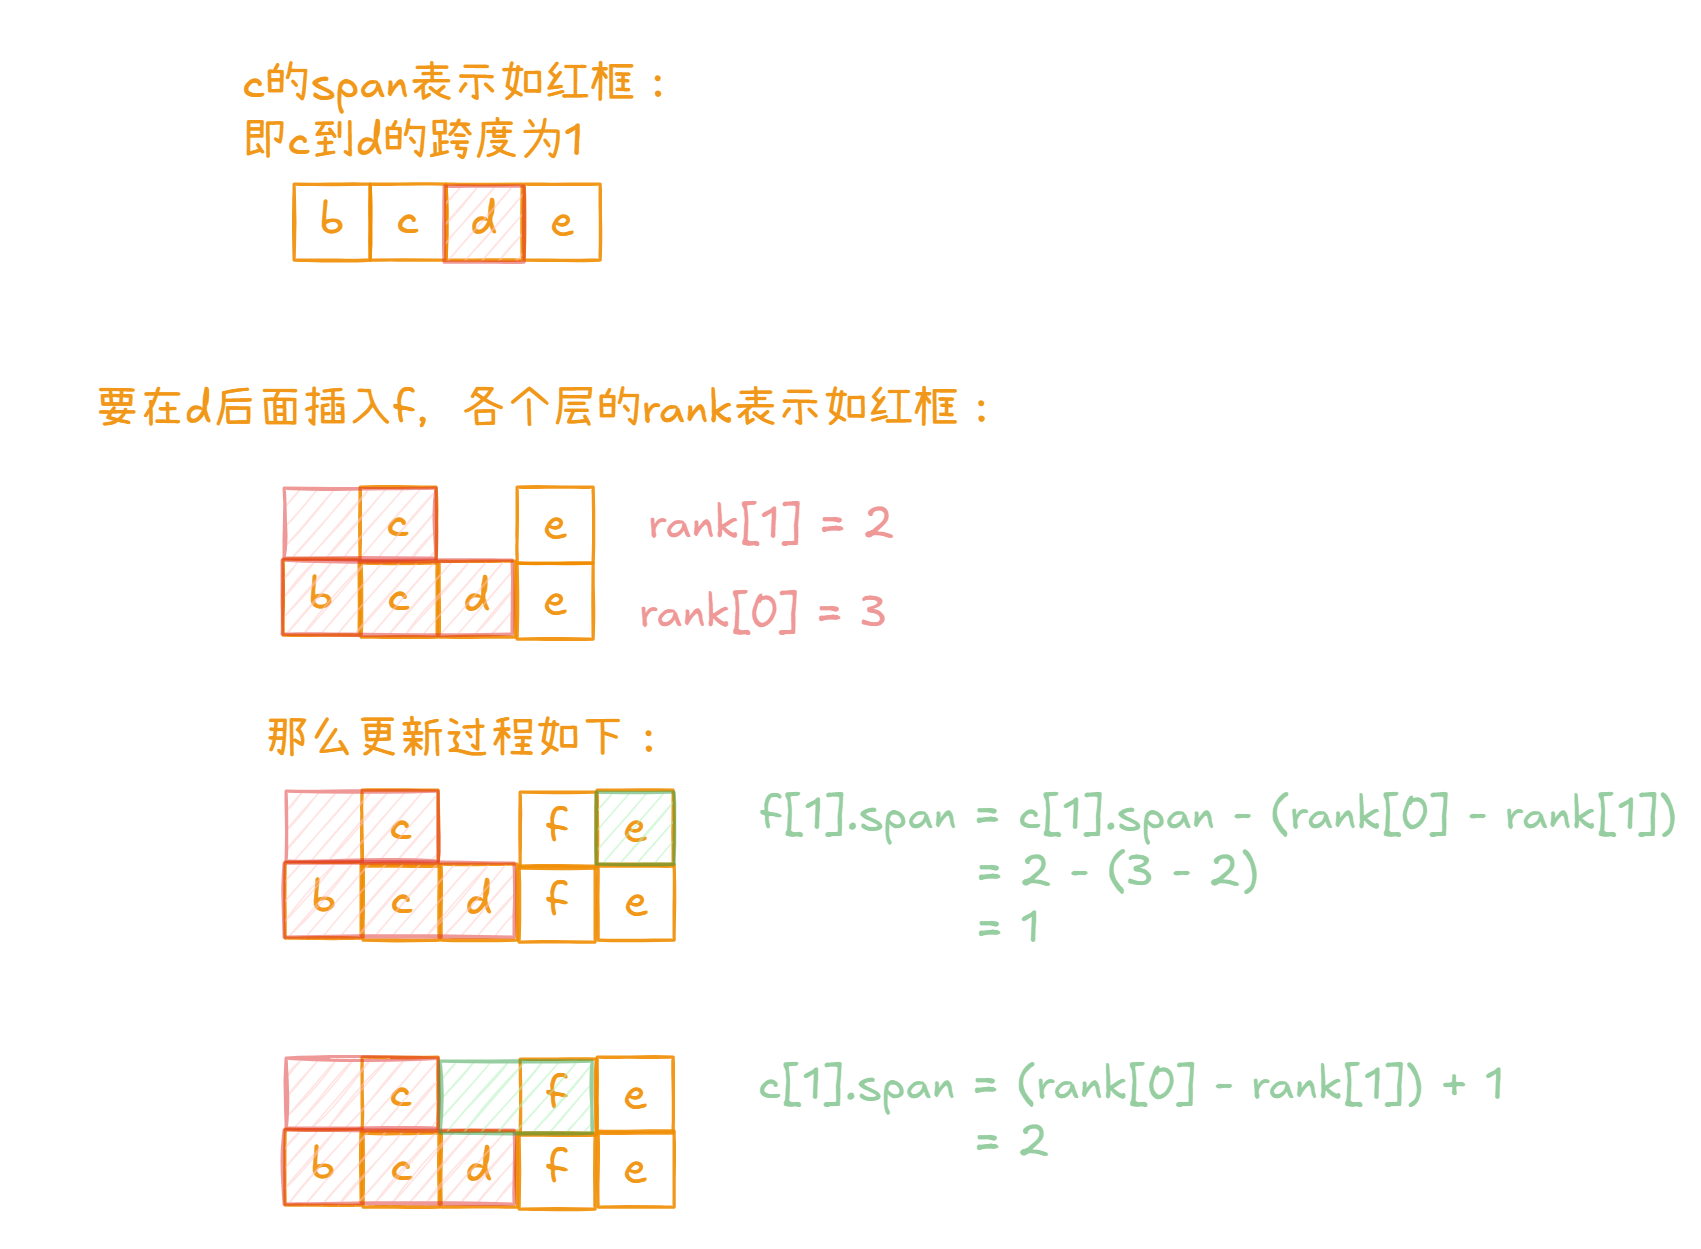 c的span表示如红框：
即c到d的跨度为1
b c d e
要在d后面插入f，各个层的rank表示如红框：
c e
rank[1] = 2
b c d e
rank[0] = 3
那么更新过程如下：
c f e
b c d f e
f[1].span = c[1].span - (rank[0] - rank[1])
= 2 - (3 - 2)
= 1
c f e
b c d f e
c[1].span = (rank[0] - rank[1]) + 1
= 2